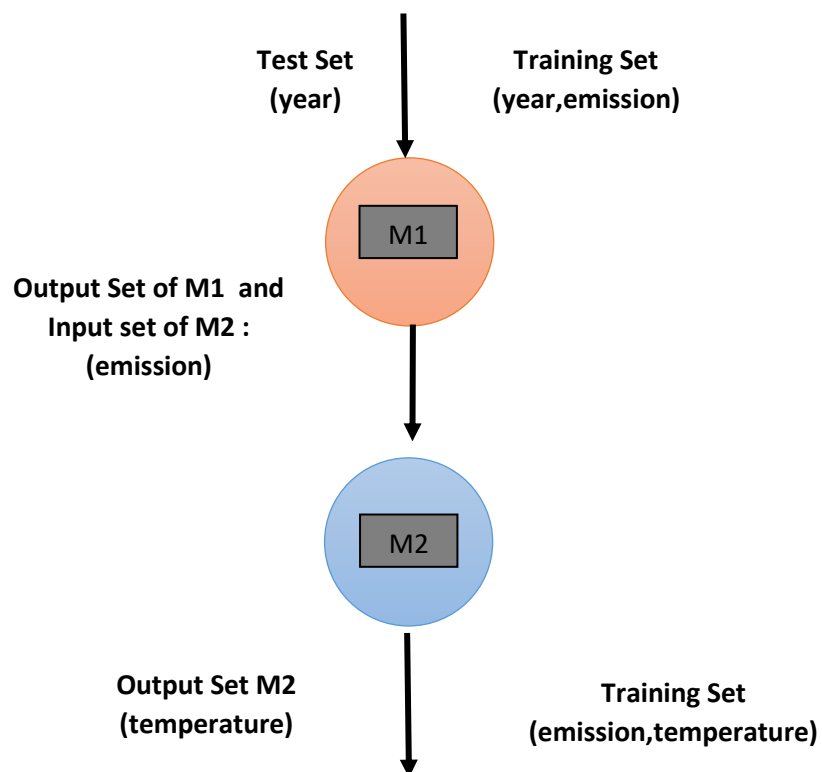 Test Set
(year)
Training Set
(year,emission)
M1
Output Set of M1 and
Input set of M2 :
(emission)
M2
Output Set M2
(temperature)
Training Set
(emission,temperature)